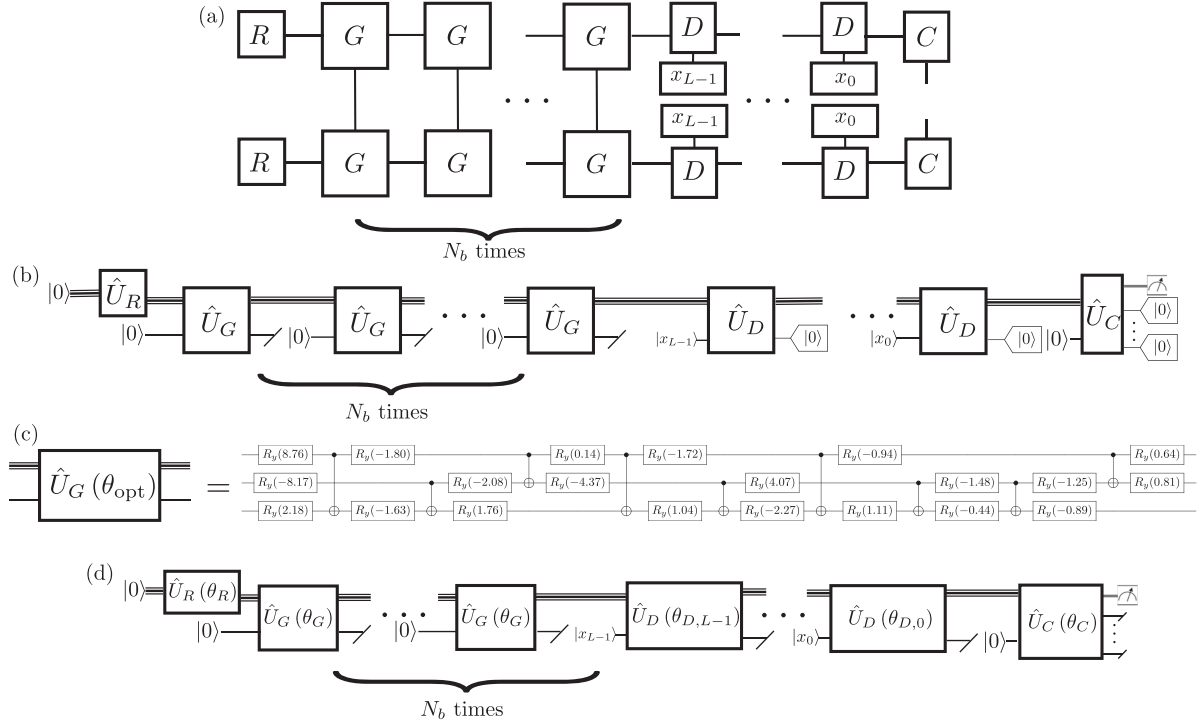 (a)
R G G G D D C
x_{L-1} x_0
. . . . . .
x_{L-1} x_0
R G G G D D C
N_b times
(b)
|0⟩ Û_R Û_G Û_G . . . Û_G Û_D . . . Û_D Û_C |0⟩
|0⟩ |0⟩ |0⟩ |x_{L-1}⟩ |0⟩ |x_0⟩ |0⟩ |0⟩ |0⟩
N_b times
(c)
Û_G (θ_opt) =
R_y(8.76) R_y(−1.80) R_y(0.14) R_y(−1.72) R_y(−0.94) R_y(0.64)
R_y(−8.17) R_y(−2.08) R_y(−4.37) R_y(4.07) R_y(−1.48) R_y(−1.25) R_y(0.81)
R_y(2.18) R_y(−1.63) R_y(1.76) R_y(1.04) R_y(−2.27) R_y(1.11) R_y(−0.44) R_y(−0.89)
(d)
|0⟩ Û_R (θ_R) Û_G (θ_G) . . . Û_G (θ_G) Û_D (θ_{D,L−1}) . . . Û_D (θ_{D,0}) Û_C (θ_C)
|0⟩ |0⟩ |x_{L-1}⟩ |x_0⟩ |0⟩
N_b times